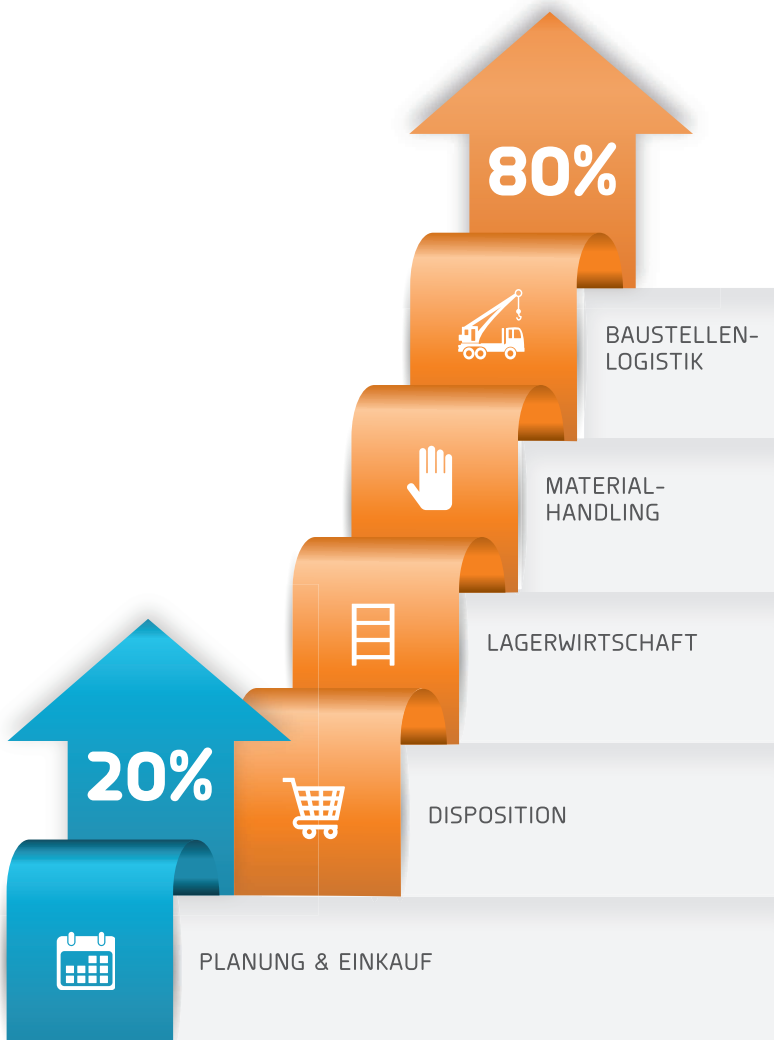 80%
BAUSTELLEN-
LOGISTIK
MATERIAL-
HANDLING
LAGERWIRTSCHAFT
20%
DISPOSITION
PLANUNG & EINKAUF